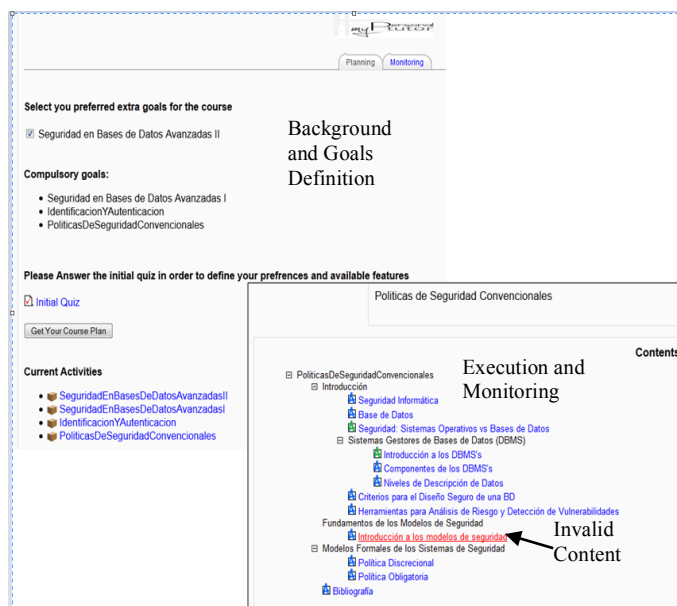 my Personal tutor
Planning
Monitoring
Select you preferred extra goals for the course
Seguridad en Bases de Datos Avanzadas II
Background
and Goals
Definition
Compulsory goals:
Seguridad en Bases de Datos Avanzadas I
IdentificacionYAutenticacion
PoliticasDeSeguridadConvencionales
Please Answer the initial quiz in order to define your prefrences and available features
Initial Quiz
Get Your Course Plan
Current Activities
SeguridadEnBasesDeDatosAvanzadasII
SeguridadEnBasesDeDatosAvanzadasI
IdentificacionYAutenticacion
PoliticasDeSeguridadConvencionales
Politicas de Seguridad Convencionales
Contents
Execution and
Monitoring
PoliticasDeSeguridadConvencionales
Introducción
Seguridad Informática
Base de Datos
Seguridad: Sistemas Operativos vs Bases de Datos
Sistemas Gestores de Bases de Datos (DBMS)
Introducción a los DBMS's
Componentes de los DBMS's
Niveles de Descripción de Datos
Criterios para el Diseño Seguro de una BD
Herramientas para Análisis de Riesgo y Detección de Vulnerabilidades
Fundamentos de los Modelos de Seguridad
Introducción a los modelos de seguridad
Invalid
Content
Modelos Formales de los Sistemas de Seguridad
Política Discrecional
Política Obligatoria
Bibliografía